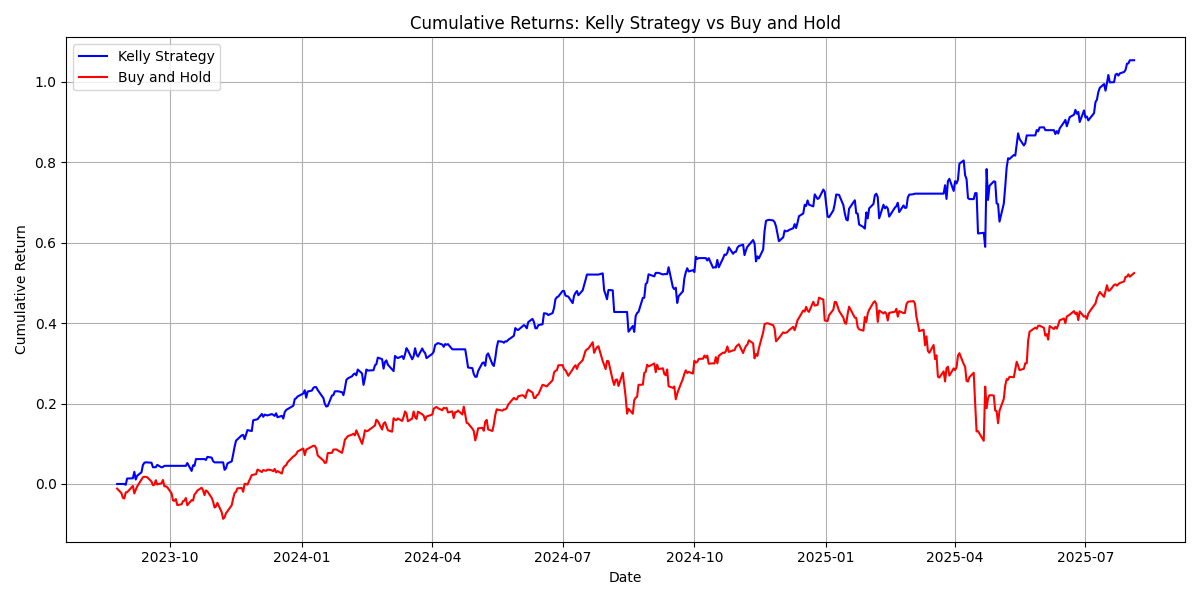 Cumulative Returns: Kelly Strategy vs Buy and Hold
Kelly Strategy
Buy and Hold
Cumulative Return
1.0
0.8
0.6
0.4
0.2
0.0
2023-10 2024-01 2024-04 2024-07 2024-10 2025-01 2025-04 2025-07
Date